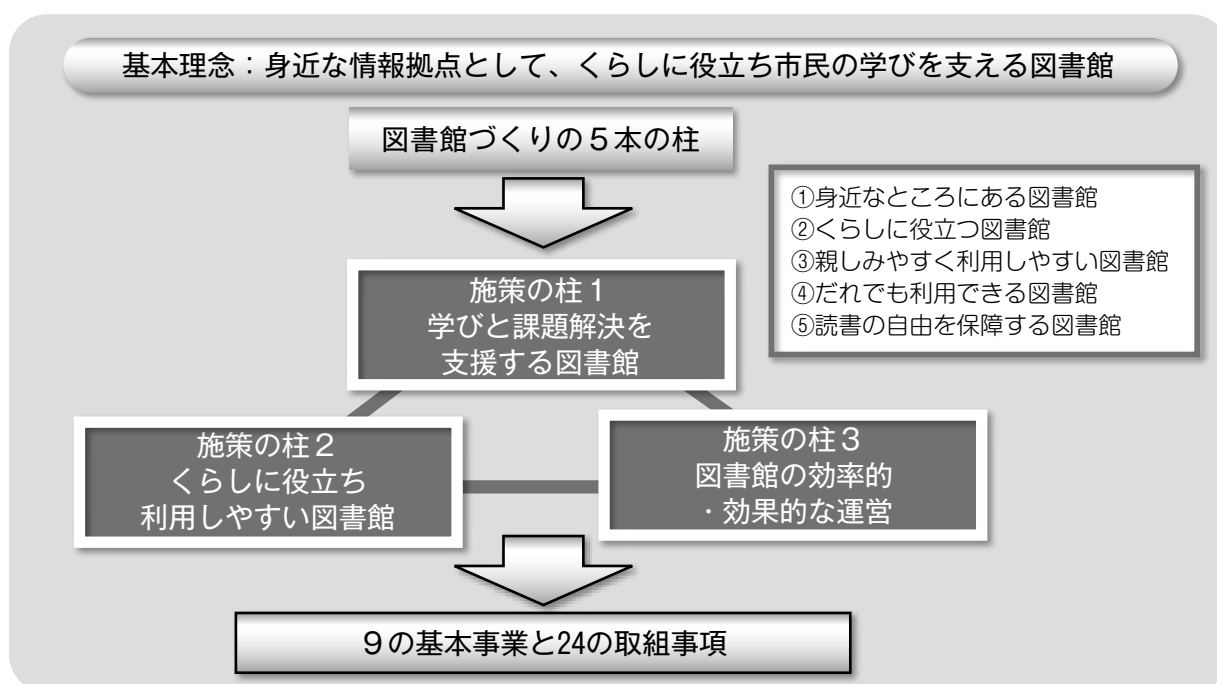 基本理念:身近な情報拠点として、くらしに役立ち市民の学びを支える図書館
図書館づくりの5本の柱
①身近なところにある図書館
②くらしに役立つ図書館
③親しみやすく利用しやすい図書館
④だれでも利用できる図書館
⑤読書の自由を保障する図書館
施策の柱1
学びと課題解決を
支援する図書館
施策の柱2
くらしに役立ち
利用しやすい図書館
施策の柱3
図書館の効率的
・効果的な運営
9の基本事業と24の取組事項